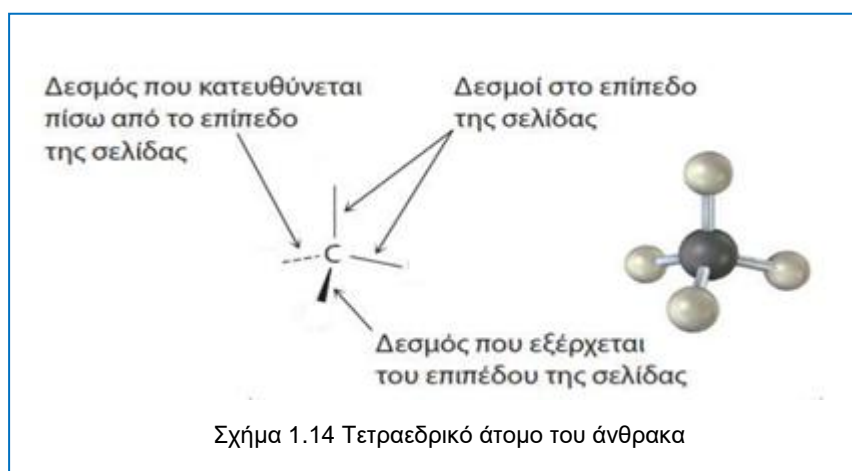 Δεσμός που κατευθύνεται
πίσω από το επίπεδο
της σελίδας
Δεσμοί στο επίπεδο
της σελίδας
C
Δεσμός που εξέρχεται
του επιπέδου της σελίδας
Σχήμα 1.14 Τετραεδρικό άτομο του άνθρακα